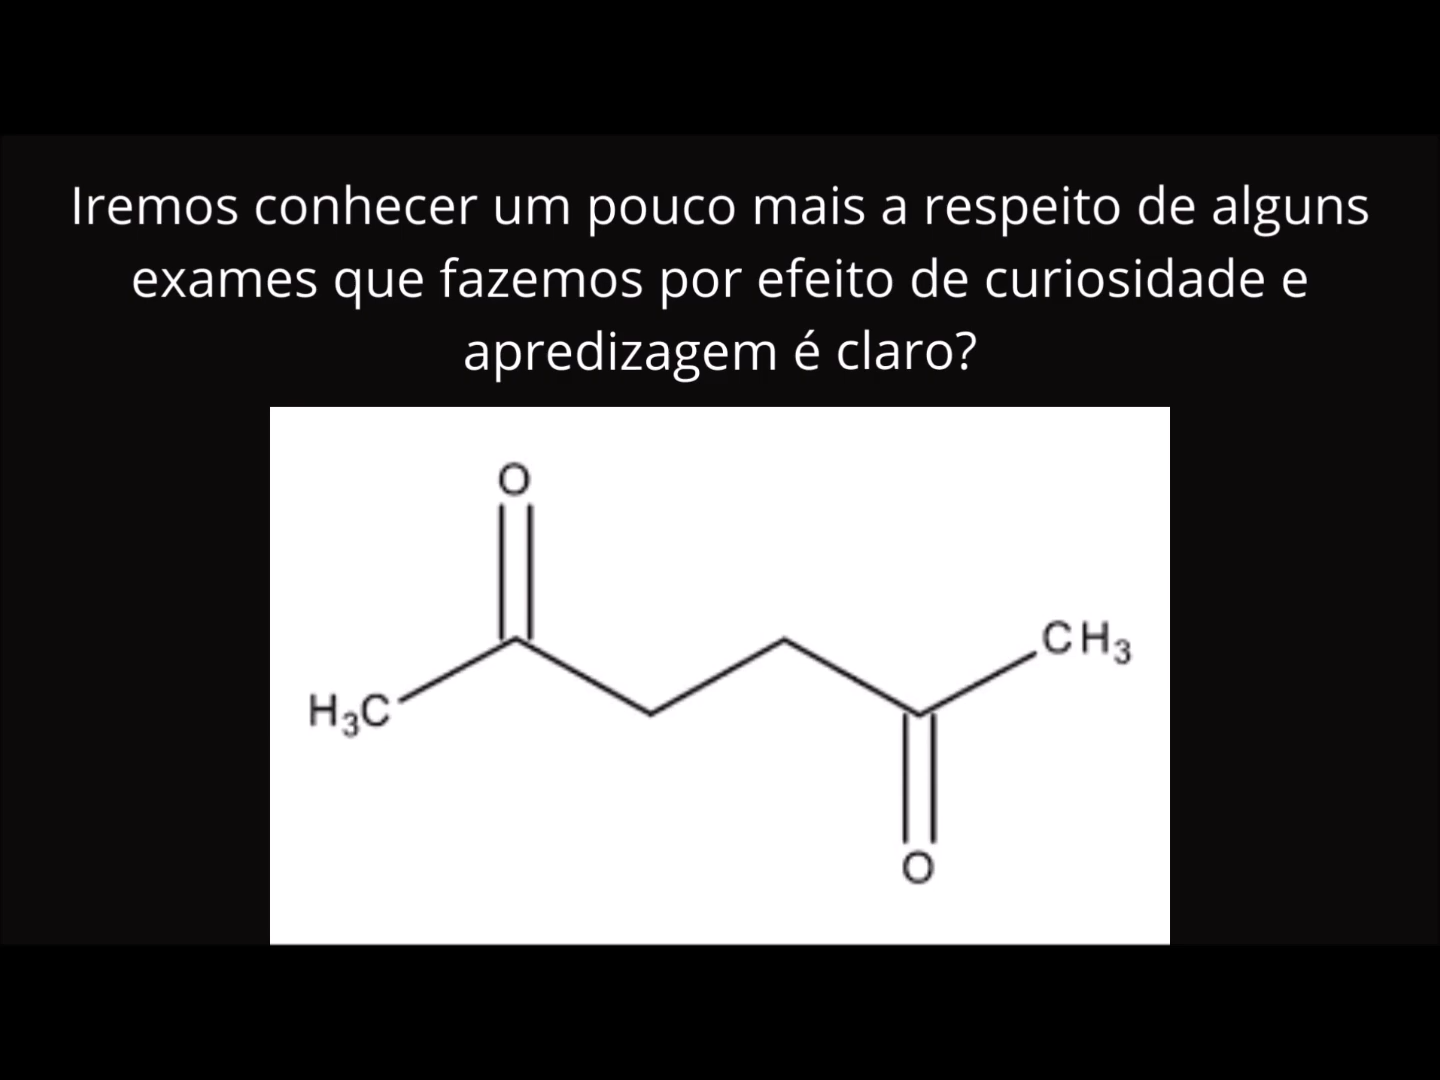 Iremos conhecer um pouco mais a respeito de alguns
exames que fazemos por efeito de curiosidade e
apredizagem é claro?
O
CH₃
H₃C
O